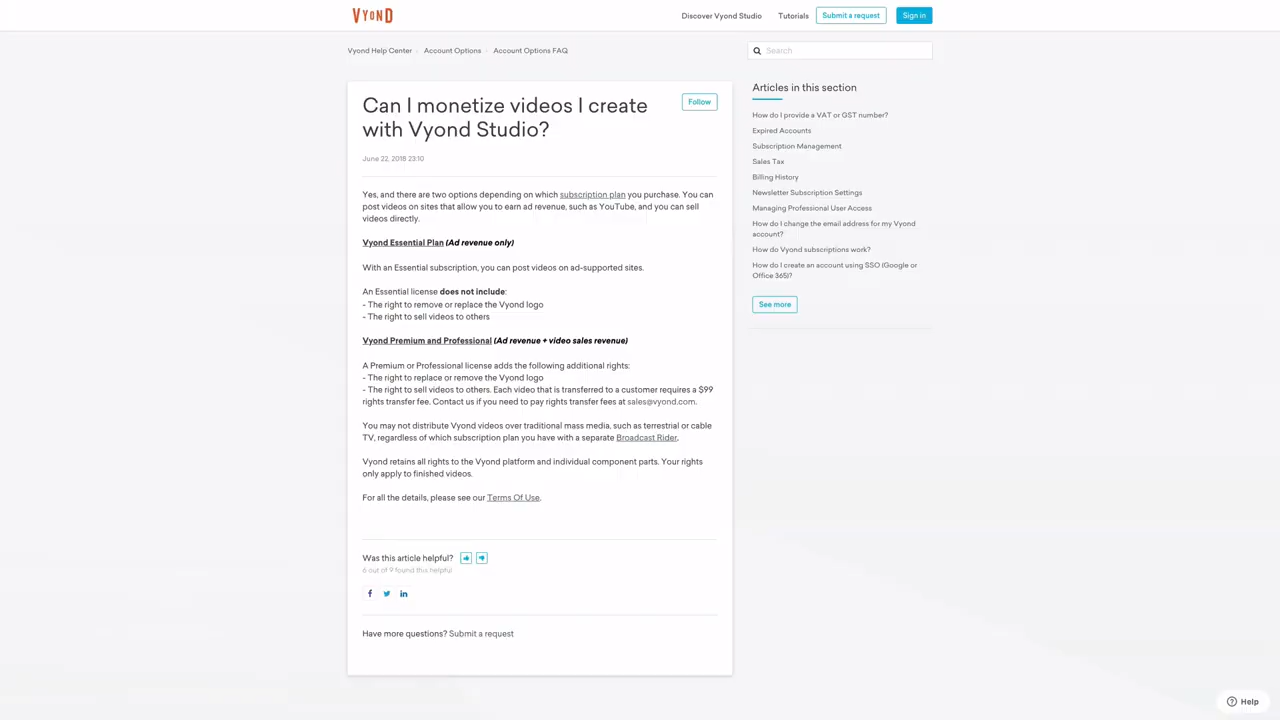 VYOND
Discover Vyond Studio
Tutorials
Submit a request
Sign in
Vyond Help Center
Account Options
Account Options FAQ
Search
Can I monetize videos I create
with Vyond Studio?
Follow
June 22, 2018 23:10
Yes, and there are two options depending on which subscription plan you purchase. You can
post videos on sites that allow you to earn ad revenue, such as YouTube, and you can sell
videos directly.
Vyond Essential Plan (Ad revenue only)
With an Essential subscription, you can post videos on ad-supported sites.
An Essential license does not include:
- The right to remove or replace the Vyond logo
- The right to sell videos to others
Vyond Premium and Professional (Ad revenue + video sales revenue)
A Premium or Professional license adds the following additional rights:
- The right to replace or remove the Vyond logo
- The right to sell videos to others. Each video that is transferred to a customer requires a $99
rights transfer fee. Contact us if you need to pay rights transfer fees at sales@vyond.com.
You may not distribute Vyond videos over traditional mass media, such as terrestrial or cable
TV, regardless of which subscription plan you have with a separate Broadcast Rider.
Vyond retains all rights to the Vyond platform and individual component parts. Your rights
only apply to finished videos.
For all the details, please see our Terms Of Use.
Was this article helpful?
6 out of 9 found this helpful
Have more questions? Submit a request
Articles in this section
How do I provide a VAT or GST number?
Expired Accounts
Subscription Management
Sales Tax
Billing History
Newsletter Subscription Settings
Managing Professional User Access
How do I change the email address for my Vyond
account?
How do Vyond subscriptions work?
How do I create an account using SSO (Google or
Office 365)?
See more
Help